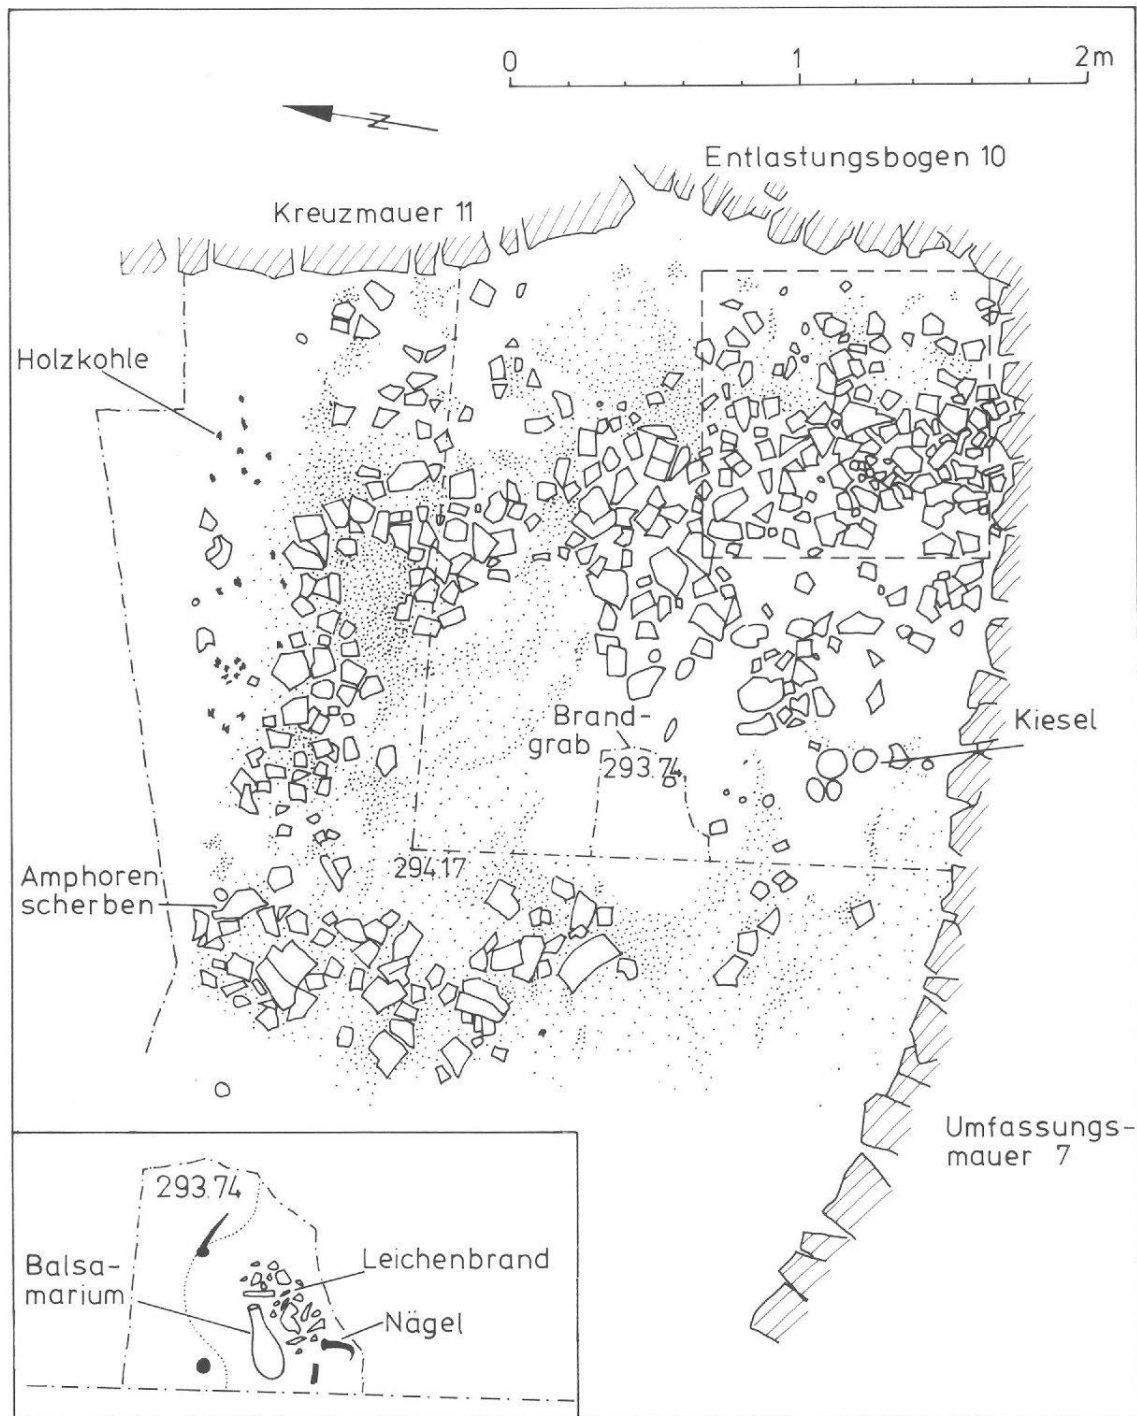 0 1 2m
N
Entlastungsbogen 10
Kreuzmauer 11
Holzkohle
Brand-
grab
293.74
Kiesel
294.17
Amphoren
scherben
Umfassungs-
mauer 7
293.74
Balsa-
marium
Leichenbrand
Nägel